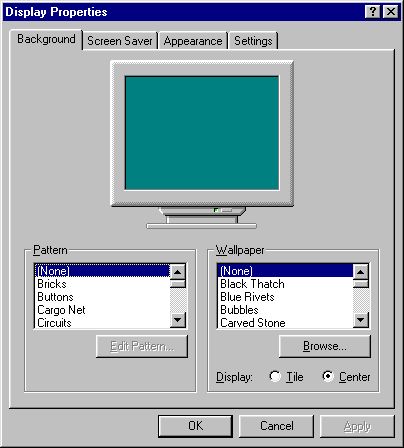 Display Properties
Background Screen Saver Appearance Settings
Pattern
(None)
Bricks
Buttons
Cargo Net
Circuits
Edit Pattern...
Wallpaper
(None)
Black Thatch
Blue Rivets
Bubbles
Carved Stone
Browse...
Display: Tile Center
OK Cancel Apply